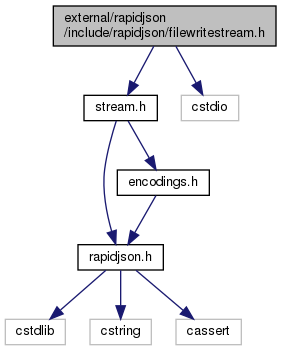 external/rapidjson
/include/rapidjson/filewritestream.h
stream.h
cstdio
encodings.h
rapidjson.h
cstdlib
cstring
cassert